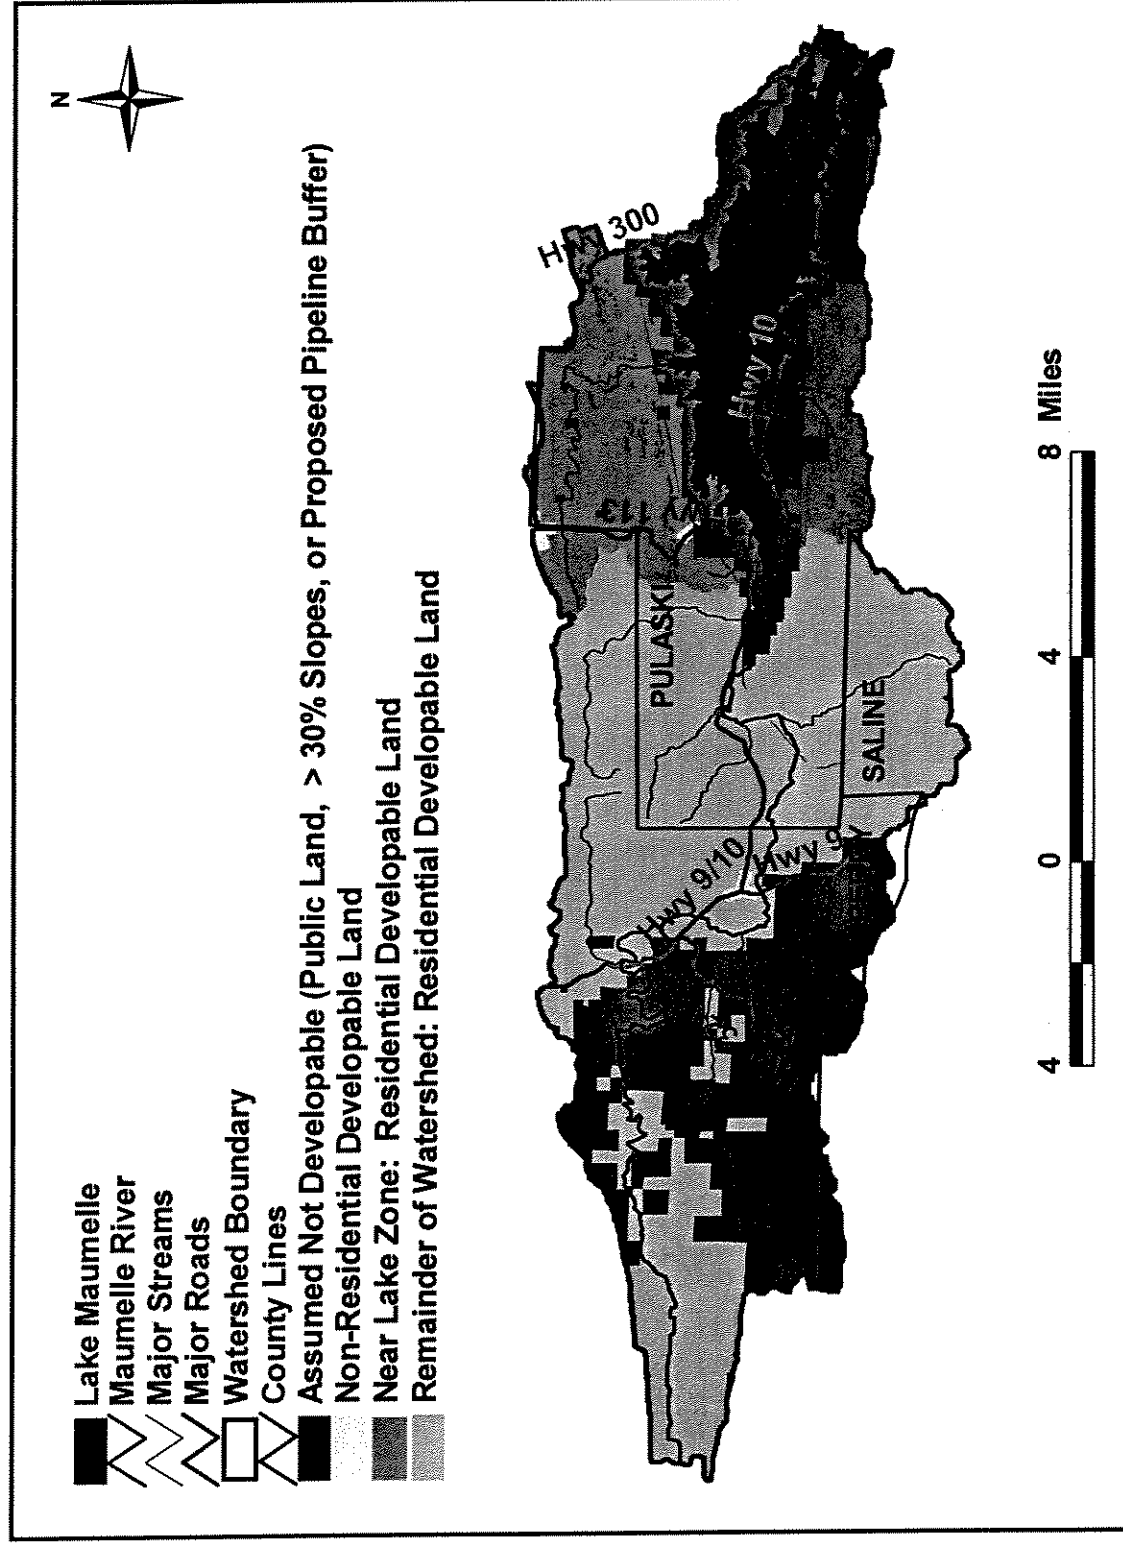 N
Lake Maumelle
Maumelle River
Major Streams
Major Roads
Watershed Boundary
County Lines
Assumed Not Developable (Public Land, > 30% Slopes, or Proposed Pipeline Buffer)
Non-Residential Developable Land
Near Lake Zone: Residential Developable Land
Remainder of Watershed: Residential Developable Land
Hwy 300
Hwy 113
Hwy 10
PULASKI
SALINE
Hwy 9/10
Hwy 9
4 0 4 8 Miles